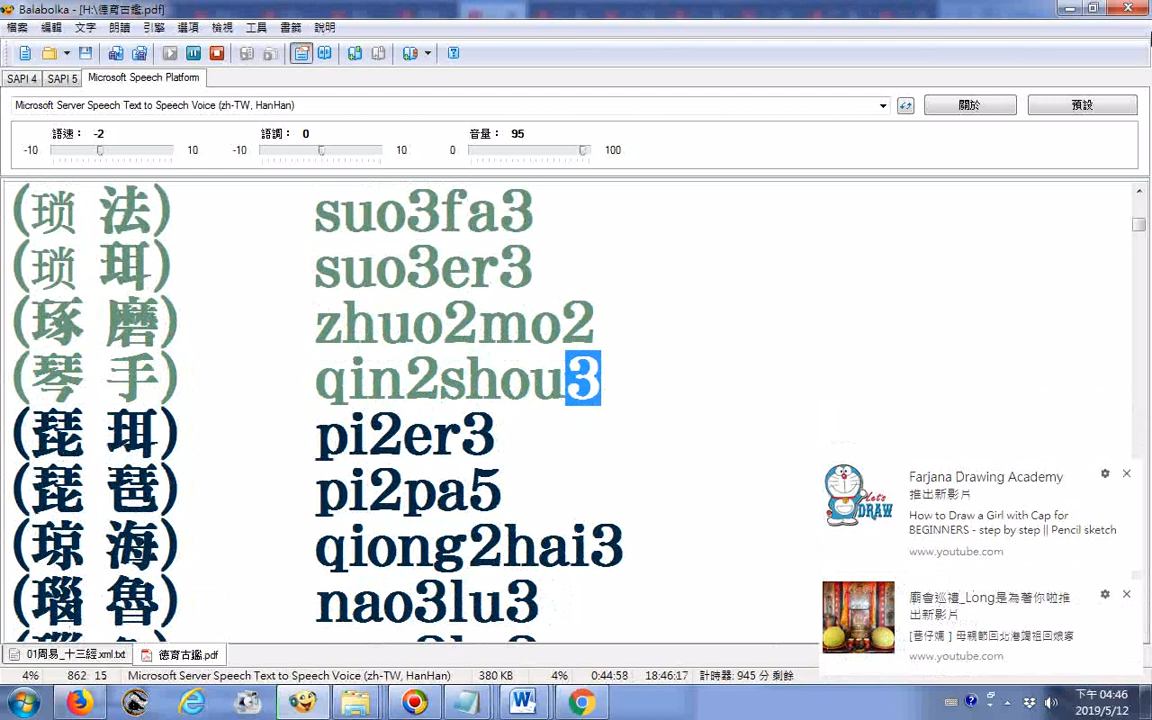 Balabolka - [H:\德育古鑑.pdf]
檔案 編輯 文字 朗讀 引擎 選項 檢視 工具 書籤 說明
SAPI 4 SAPI 5 Microsoft Speech Platform
Microsoft Server Speech Text to Speech Voice (zh-TW, HanHan) 關於 預設
語速： -2 語調： 0 音量： 95
-10 10 -10 10 0 100
(琐 法) suo3fa3
(琐 珥) suo3er3
(琢 磨) zhuo2mo2
(琴 手) qin2shou3
(琵 珥) pi2er3
(琵 琶) pi2pa5
(琼 海) qiong2hai3
(瑙 魯) nao3lu3
Farjana Drawing Academy
推出新影片
How to Draw a Girl with Cap for
BEGINNERS - step by step || Pencil sketch
www.youtube.com
Let's
DRAW
廟會巡禮_Long是為著你啦推
出新影片
www.youtube.com
01周易_十三經.xml.txt 德育古鑑.pdf
4% 862 15 Microsoft Server Speech Text to Speech Voice (zh-TW, HanHan) 380 KB 4% 0:44:58 18:46:17 計時器: 945 分 剩餘
下午 04:46
2019/5/12